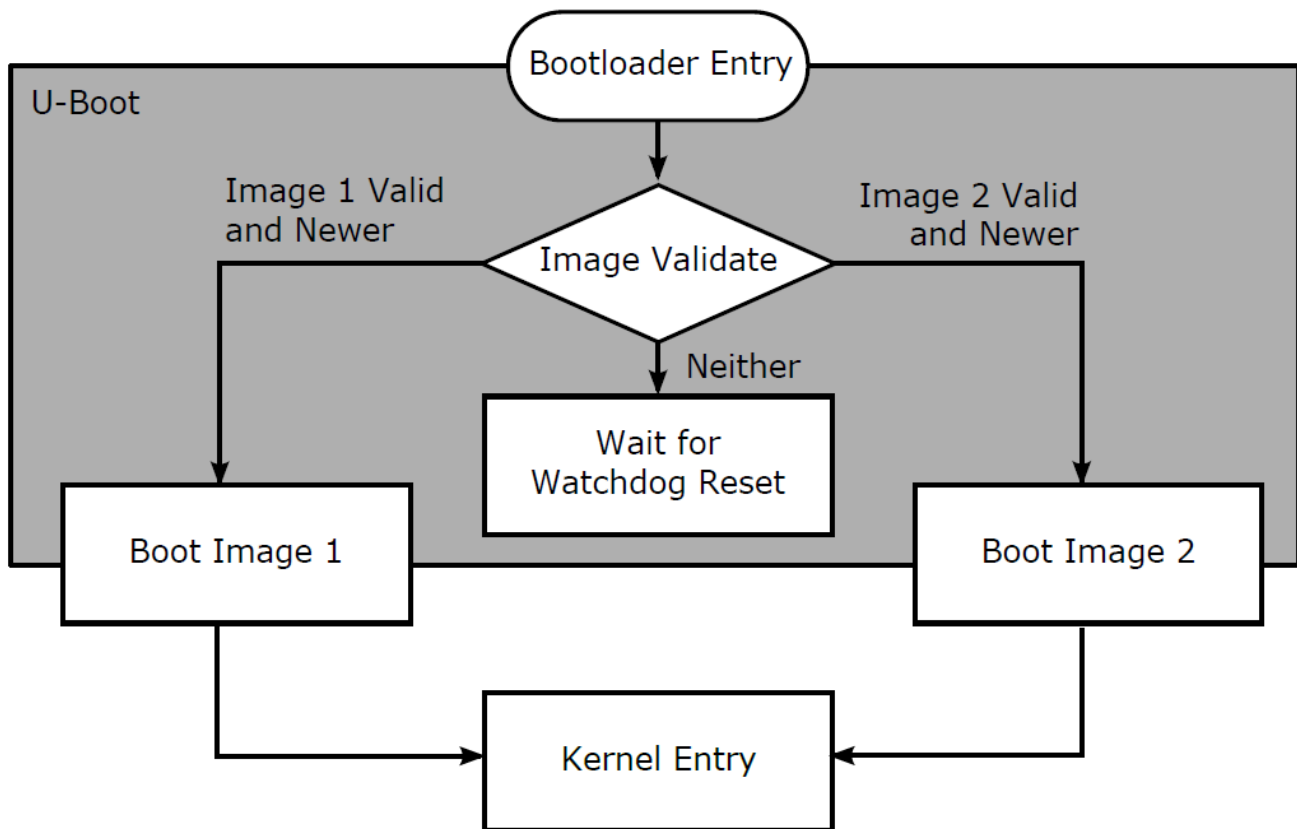 Bootloader Entry
U-Boot
Image 1 Valid
and Newer
Image 2 Valid
and Newer
Image Validate
Neither
Wait for
Watchdog Reset
Boot Image 1
Boot Image 2
Kernel Entry